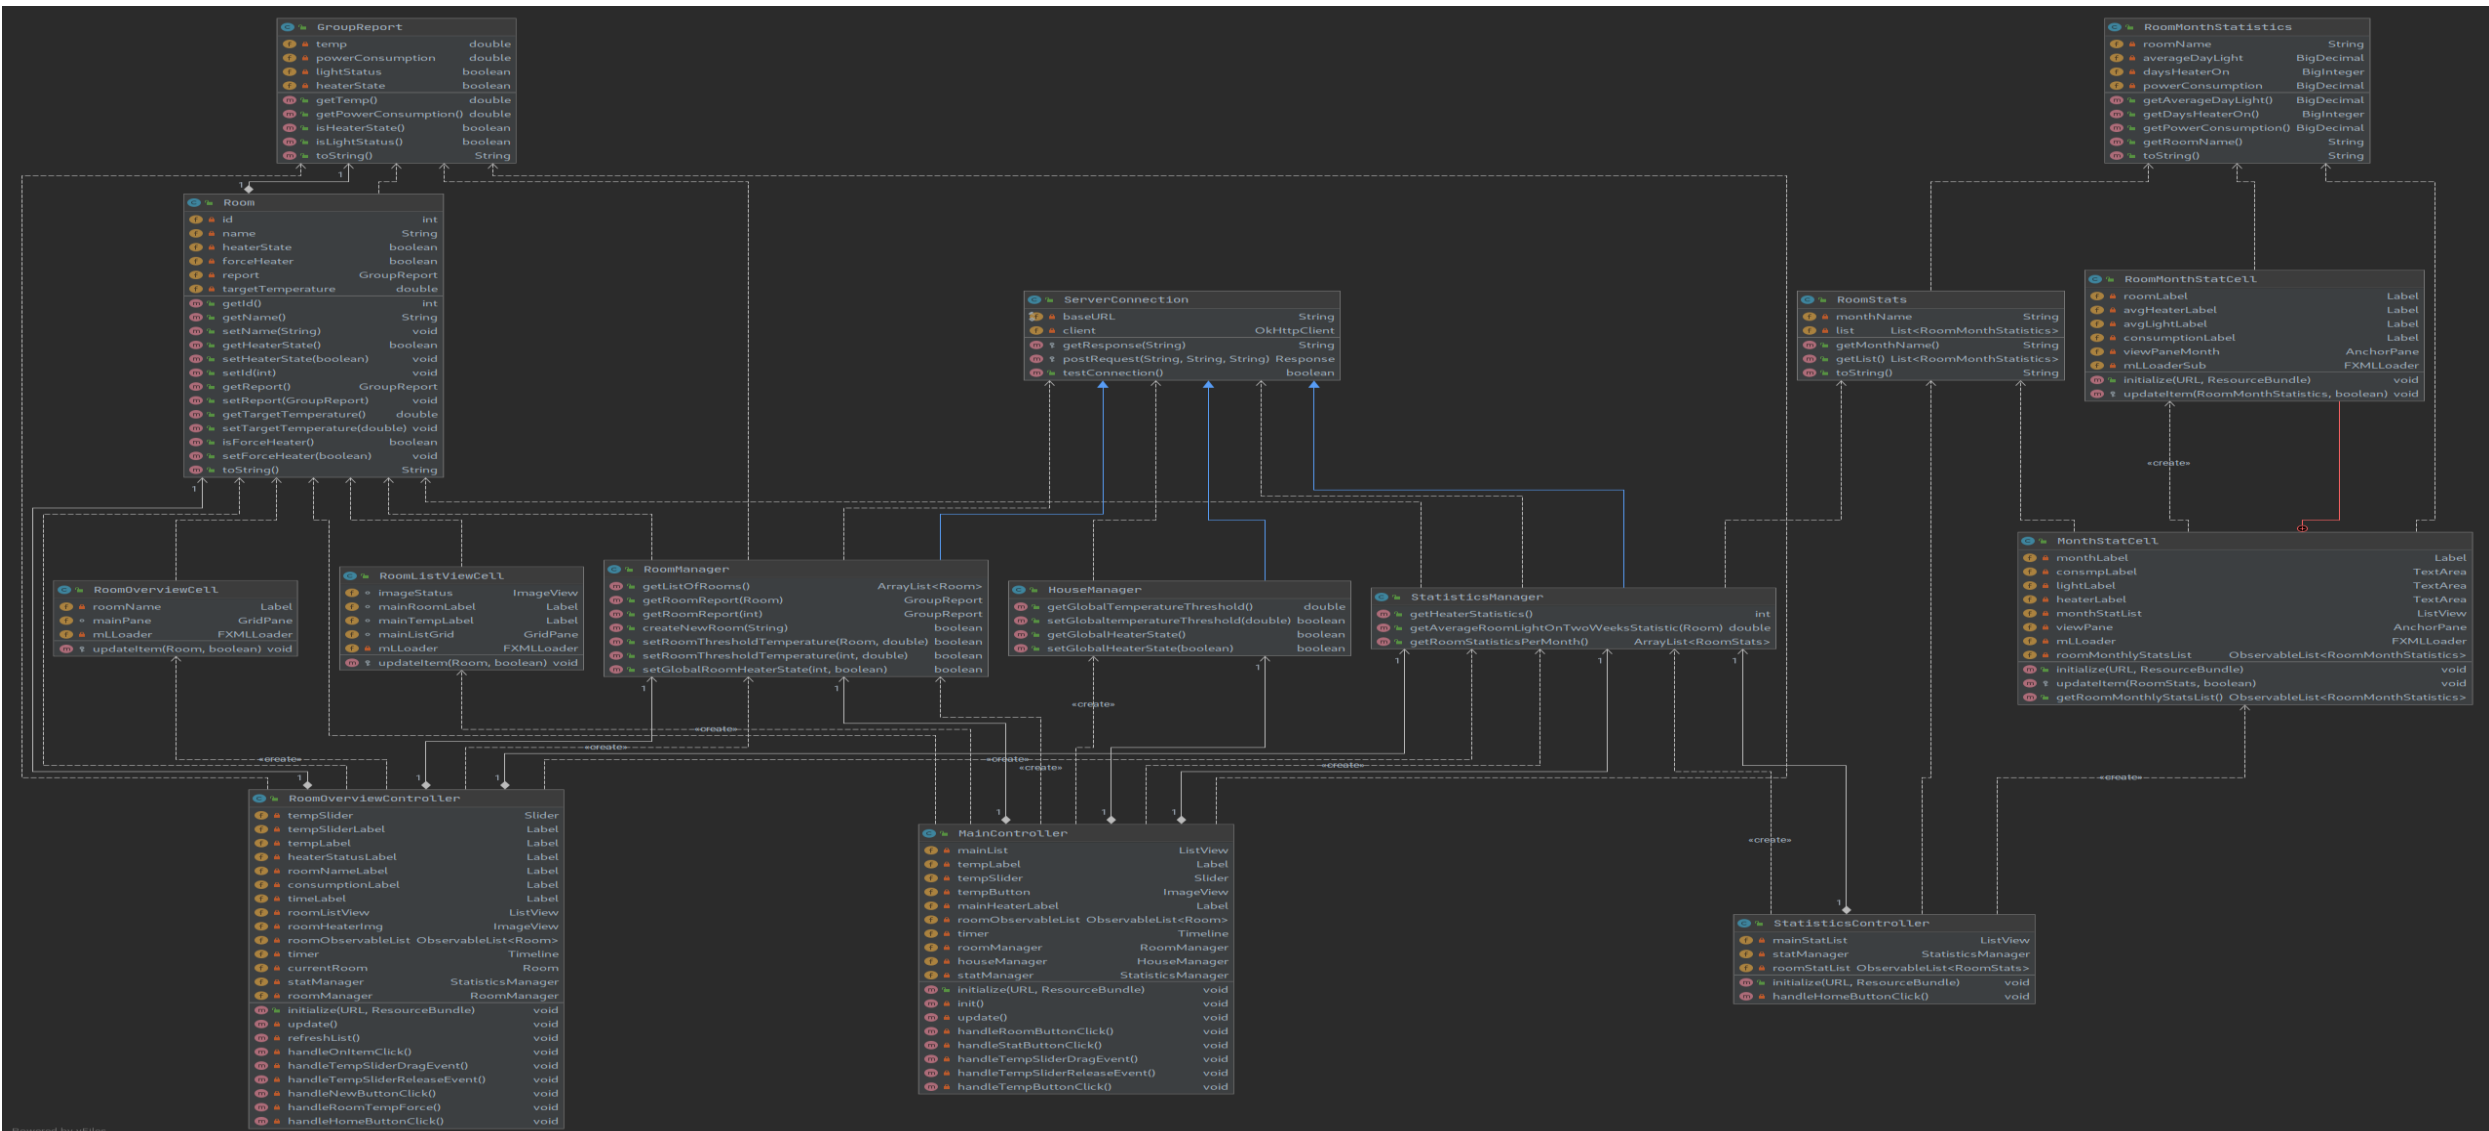 GroupReport
temp double
powerConsumption double
lightStatus boolean
heaterState boolean
getTemp() double
getPowerConsumption() double
isHeaterState() boolean
isLightStatus() boolean
toString() String
RoomMonthStatistics
roomName String
averageDayLight BigDecimal
daysHeaterOn BigInteger
powerConsumption BigDecimal
getAverageDayLight() BigDecimal
getDaysHeaterOn() BigInteger
getPowerConsumption() BigDecimal
getRoomName() String
toString() String
1
1
Room
id int
name String
heaterState boolean
forceHeater boolean
report GroupReport
targetTemperature double
getId() int
getName() String
setName(String) void
getHeaterState() boolean
setHeaterState(boolean) void
setId(int) void
getReport() GroupReport
setReport(GroupReport) void
getTargetTemperature() double
setTargetTemperature(double) void
isForceHeater() boolean
setForceHeater(boolean) void
toString() String
1
ServerConnection
baseURL String
client OkHttpClient
getResponse(String) String
postRequest(String, String, String) Response
testConnection() boolean
RoomStats
monthName String
list List<RoomMonthStatistics>
getMonthName() String
getList() List<RoomMonthStatistics>
toString() String
RoomMonthStatCell
roomLabel Label
avgHeaterLabel Label
avgLightLabel Label
consumptionLabel Label
viewPaneMonth AnchorPane
mLLoaderSub FXMLLoader
initialize(URL, ResourceBundle) void
updateItem(RoomMonthStatistics, boolean) void
«create»
RoomOverviewCell
roomName Label
mainPane GridPane
mLLoader FXMLLoader
updateItem(Room, boolean) void
RoomListViewCell
imageStatus ImageView
mainRoomLabel Label
mainTempLabel Label
mainListGrid GridPane
mLLoader FXMLLoader
updateItem(Room, boolean) void
RoomManager
getListOfRooms() ArrayList<Room>
getRoomReport(Room) GroupReport
getRoomReport(int) GroupReport
createNewRoom(String) boolean
setRoomThresholdTemperature(Room, double) boolean
setRoomThresholdTemperature(int, double) boolean
setGlobalRoomHeaterState(int, boolean) boolean
HouseManager
getGlobalTemperatureThreshold() double
setGlobaltemperatureThreshold(double) boolean
getGlobalHeaterState() boolean
setGlobalHeaterState(boolean) boolean
StatisticsManager
getHeaterStatistics() int
getAverageRoomLightOnTwoWeeksStatistic(Room) double
getRoomStatisticsPerMonth() ArrayList<RoomStats>
MonthStatCell
monthLabel Label
consmpLabel TextArea
lightLabel TextArea
heaterLabel TextArea
monthStatList ListView
viewPane AnchorPane
mLLoader FXMLLoader
roomMonthlyStatsList ObservableList<RoomMonthStatistics>
initialize(URL, ResourceBundle) void
updateItem(RoomStats, boolean) void
getRoomMonthlyStatsList() ObservableList<RoomMonthStatistics>
1
1
1
1
1
1
«create»
«create»
«create»
«create»
«create»
«create»
«create»
«create»
«create»
1
1
1
1
1
1
1
RoomOverviewController
tempSlider Slider
tempSliderLabel Label
tempLabel Label
heaterStatusLabel Label
roomNameLabel Label
consumptionLabel Label
timeLabel Label
roomListView ListView
roomHeaterImg ImageView
roomObservableList ObservableList<Room>
timer Timeline
currentRoom Room
statManager StatisticsManager
roomManager RoomManager
initialize(URL, ResourceBundle) void
update() void
refreshList() void
handleOnItemClick() void
handleTempSliderDragEvent() void
handleTempSliderReleaseEvent() void
handleNewButtonClick() void
handleRoomTempForce() void
handleHomeButtonClick() void
MainController
mainList ListView
tempLabel Label
tempSlider Slider
tempButton ImageView
mainHeaterLabel Label
roomObservableList ObservableList<Room>
timer Timeline
roomManager RoomManager
houseManager HouseManager
statManager StatisticsManager
initialize(URL, ResourceBundle) void
init() void
update() void
handleRoomButtonClick() void
handleStatButtonClick() void
handleTempSliderDragEvent() void
handleTempSliderReleaseEvent() void
handleTempButtonClick() void
StatisticsController
mainStatList ListView
statManager StatisticsManager
roomStatList ObservableList<RoomStats>
initialize(URL, ResourceBundle) void
handleHomeButtonClick() void